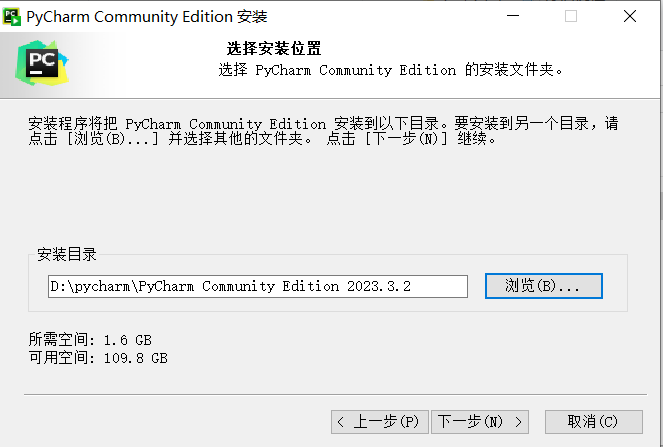 PyCharm Community Edition 安装
PC
选择安装位置
选择 PyCharm Community Edition 的安装文件夹。
安装程序将把 PyCharm Community Edition 安装到以下目录。要安装到另一个目录，请
点击 [浏览(B)...] 并选择其他的文件夹。 点击 [下一步(N)] 继续。
安装目录
D:\pycharm\PyCharm Community Edition 2023.3.2
浏览(B)...
所需空间: 1.6 GB
可用空间: 109.8 GB
< 上一步(P)
下一步(N) >
取消(C)